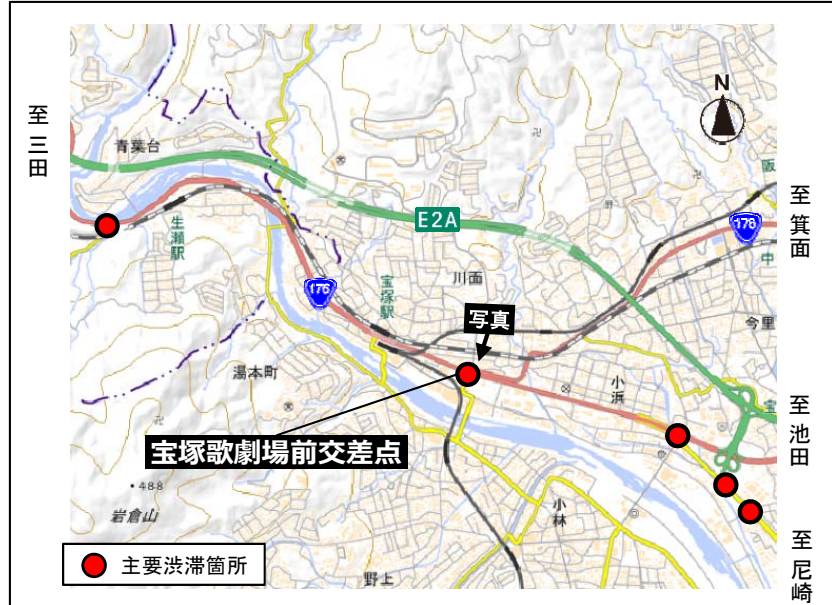 至 三田
青葉台
生瀬駅
N
E2A
176
至 箕面
176
中
川面
宝塚駅
写真
今里
湯本町
小浜
宝
至 池田
宝塚歌劇場前交差点
・488
岩倉山
小林
野上
主要渋滞箇所
至 尼崎